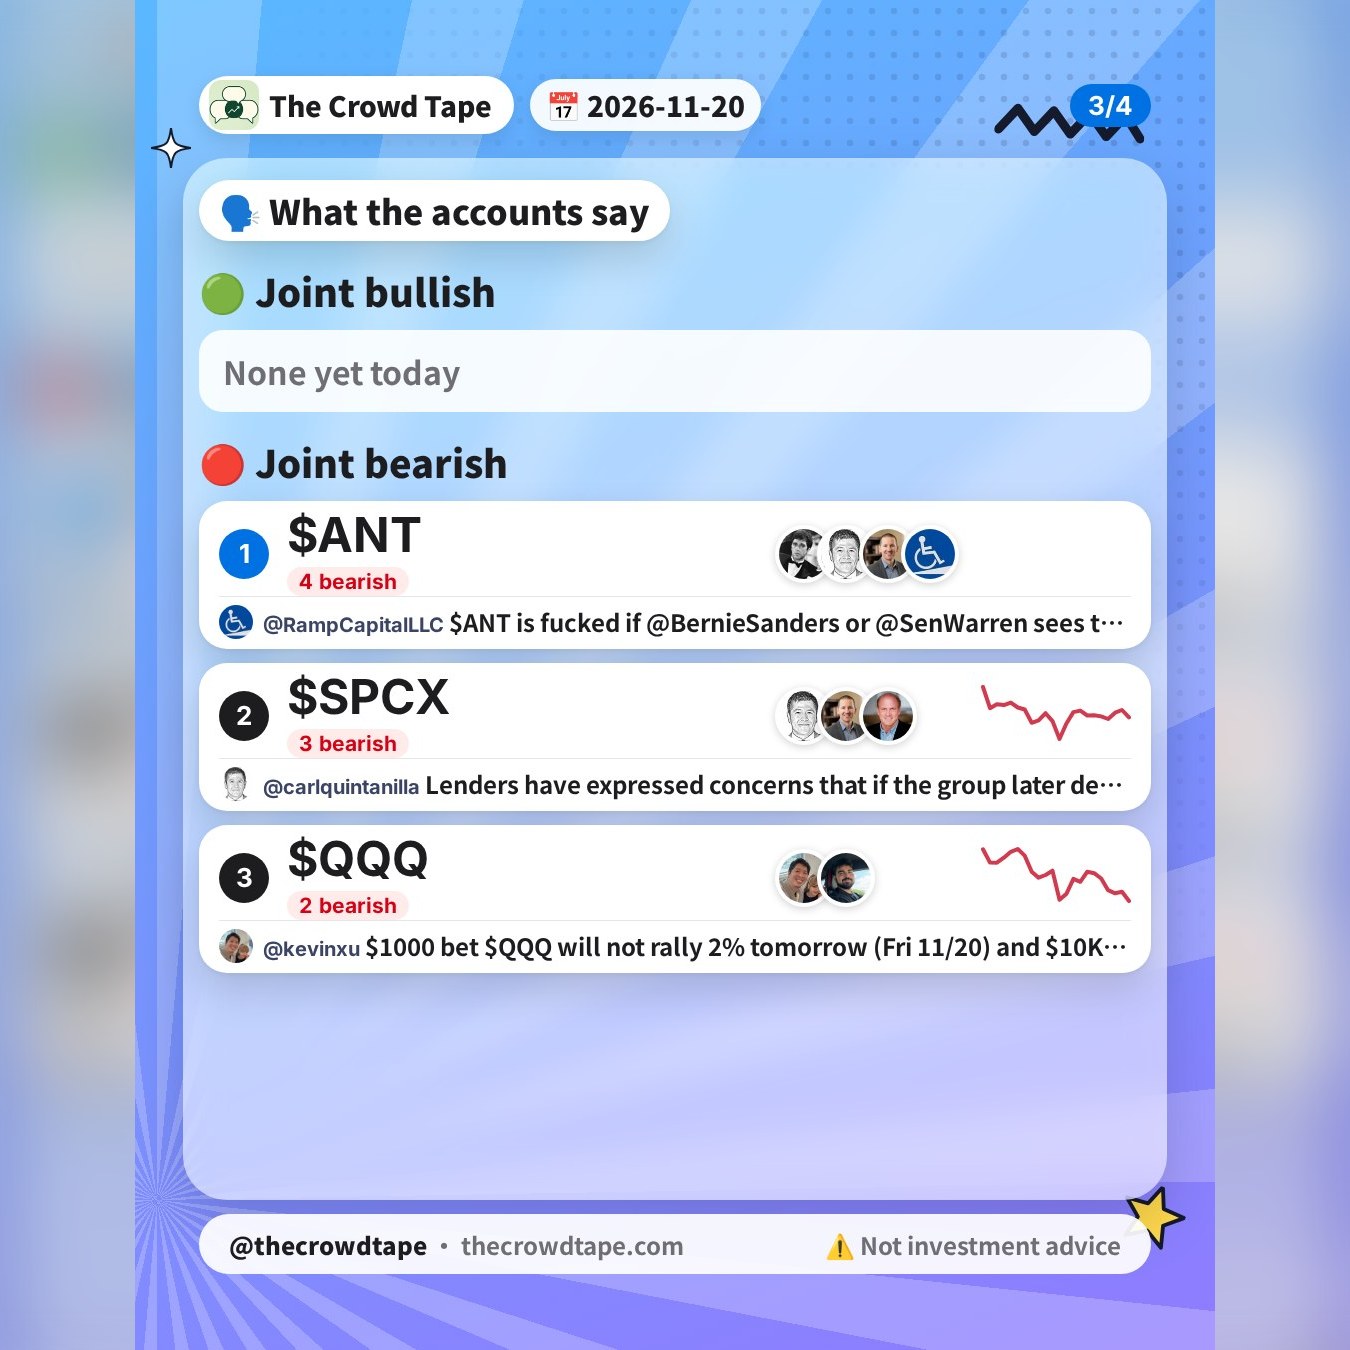 The Crowd Tape
July 17
2026-11-20
3/4
What the accounts say
Joint bullish
None yet today
Joint bearish
1
$ANT
4 bearish
@RampCapitalLLC $ANT is fucked if @BernieSanders or @SenWarren sees t…
2
$SPCX
3 bearish
@carlquintanilla Lenders have expressed concerns that if the group later de…
3
$QQQ
2 bearish
@kevinxu $1000 bet $QQQ will not rally 2% tomorrow (Fri 11/20) and $10K…
@thecrowdtape • thecrowdtape.com
Not investment advice